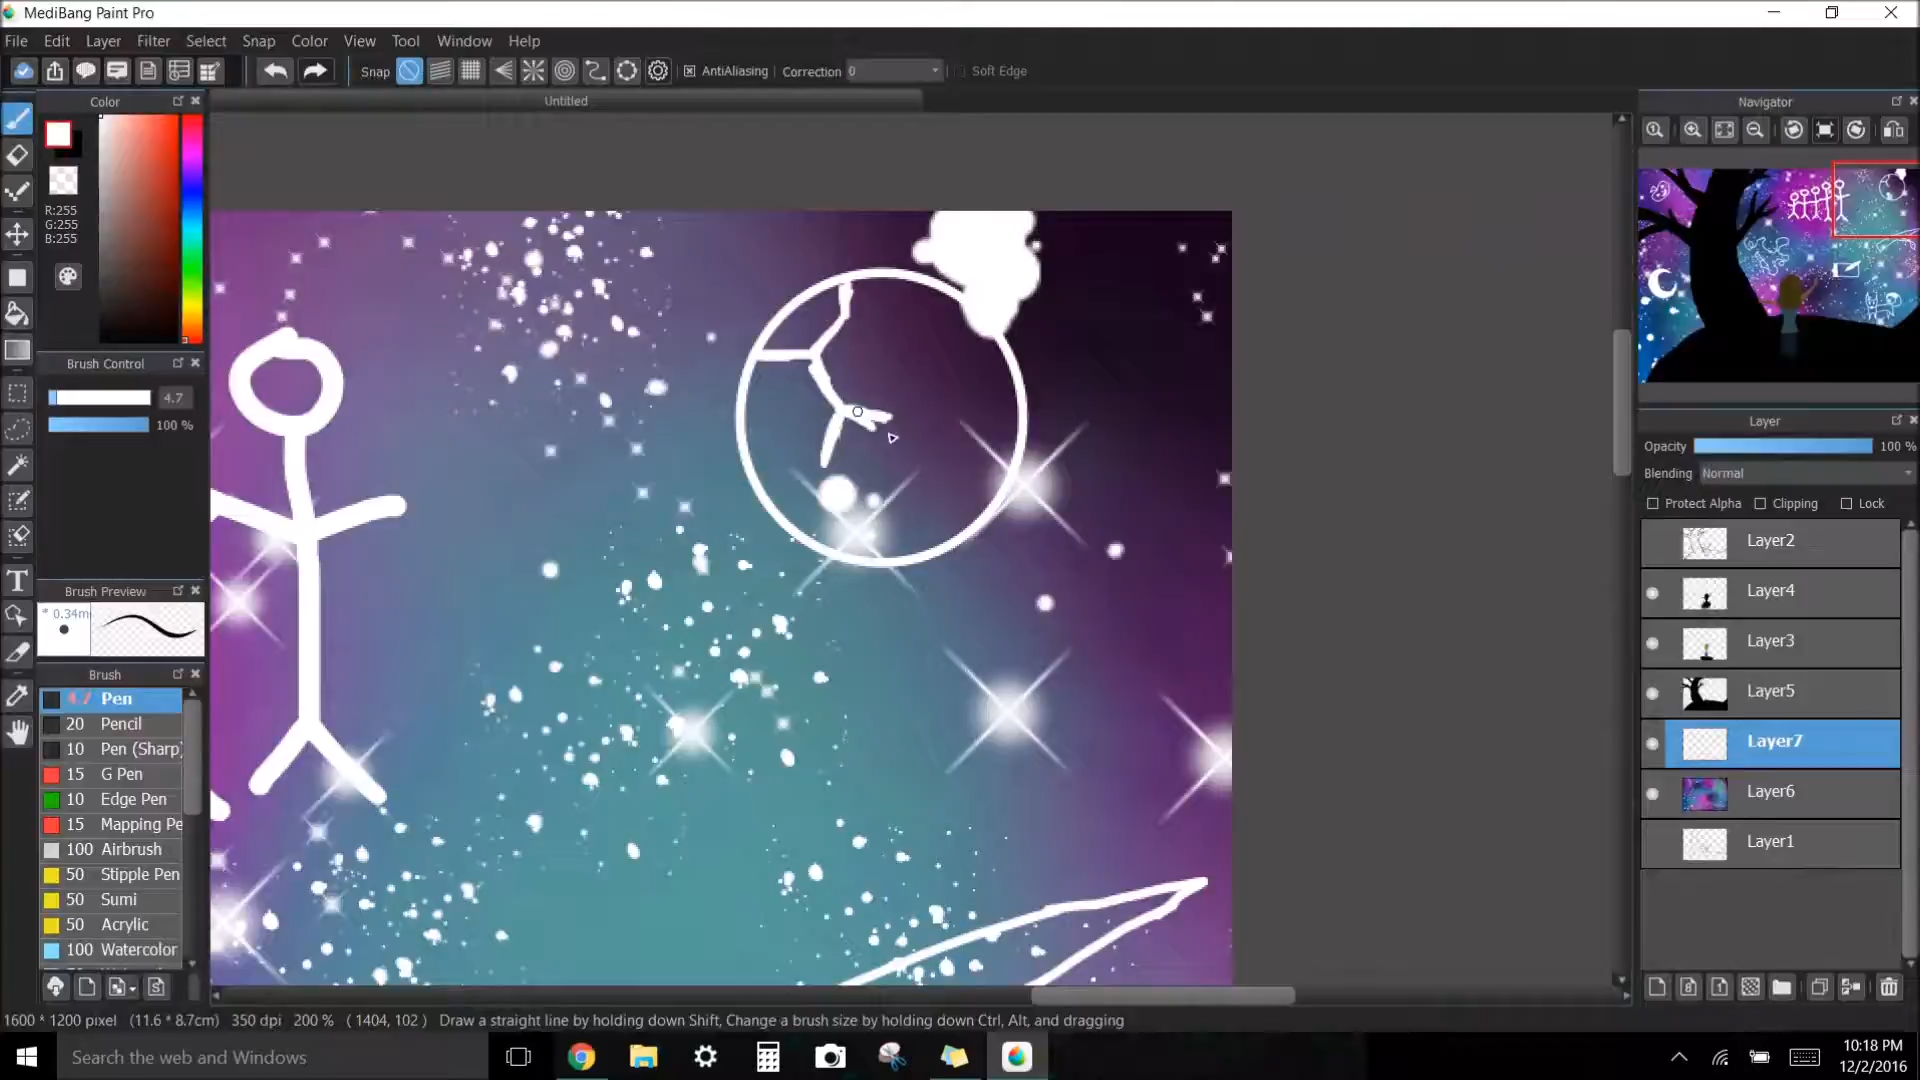 MediBang Paint Pro
File Edit Layer Filter Select Snap Color View Tool Window Help
Snap AntiAliasing Correction 0 Soft Edge
Color
Untitled
Navigator
R:255
G:255
B:255
Brush Control
4.7
100 %
Layer
Opacity 100 %
Blending Normal
Protect Alpha Clipping Lock
Layer2
Layer4
Layer3
Layer5
Layer7
Layer6
Layer1
Brush Preview
* 0.34m
Brush
4.7 Pen
20 Pencil
10 Pen (Sharp)
15 G Pen
10 Edge Pen
15 Mapping Pe
100 Airbrush
50 Stipple Pen
50 Sumi
50 Acrylic
100 Watercolor
1600 * 1200 pixel (11.6 * 8.7cm) 350 dpi 200 % ( 1404, 102 ) Draw a straight line by holding down Shift, Change a brush size by holding down Ctrl, Alt, and dragging
Search the web and Windows
10:18 PM
12/2/2016